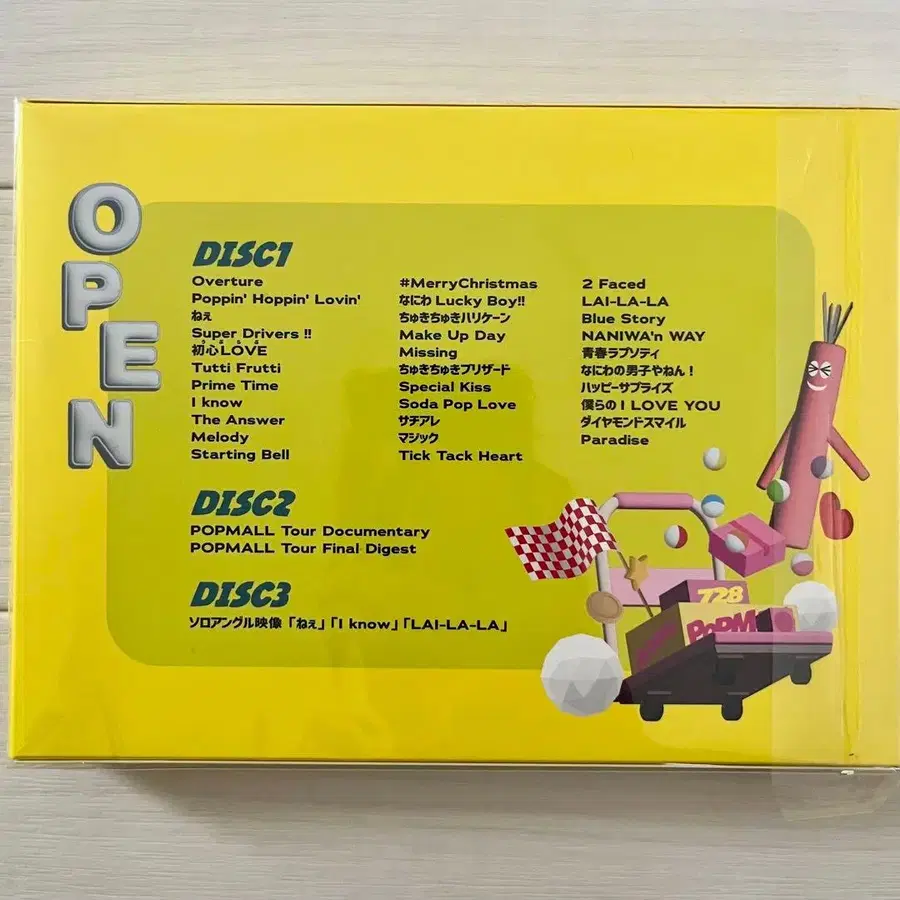 OPEN
DISC1
Overture
Poppin' Hoppin' Lovin'
ねぇ
Super Drivers !!
初心LOVE
Tutti Frutti
Prime Time
I know
The Answer
Melody
Starting Bell
#MerryChristmas
なにわ Lucky Boy!!
ちゅきちゅきハリケーン
Make Up Day
Missing
ちゅきちゅきブリザード
Special Kiss
Soda Pop Love
サチアレ
マジック
Tick Tack Heart
2 Faced
LAI-LA-LA
Blue Story
NANIWA'n WAY
青春ラプソディ
なにわの男子やねん！
ハッピーサプライズ
僕らの I LOVE YOU
ダイヤモンドスマイル
Paradise
DISC2
POPMALL Tour Documentary
POPMALL Tour Final Digest
DISC3
ソロアングル映像「ねぇ」「I know」「LAI-LA-LA」
728